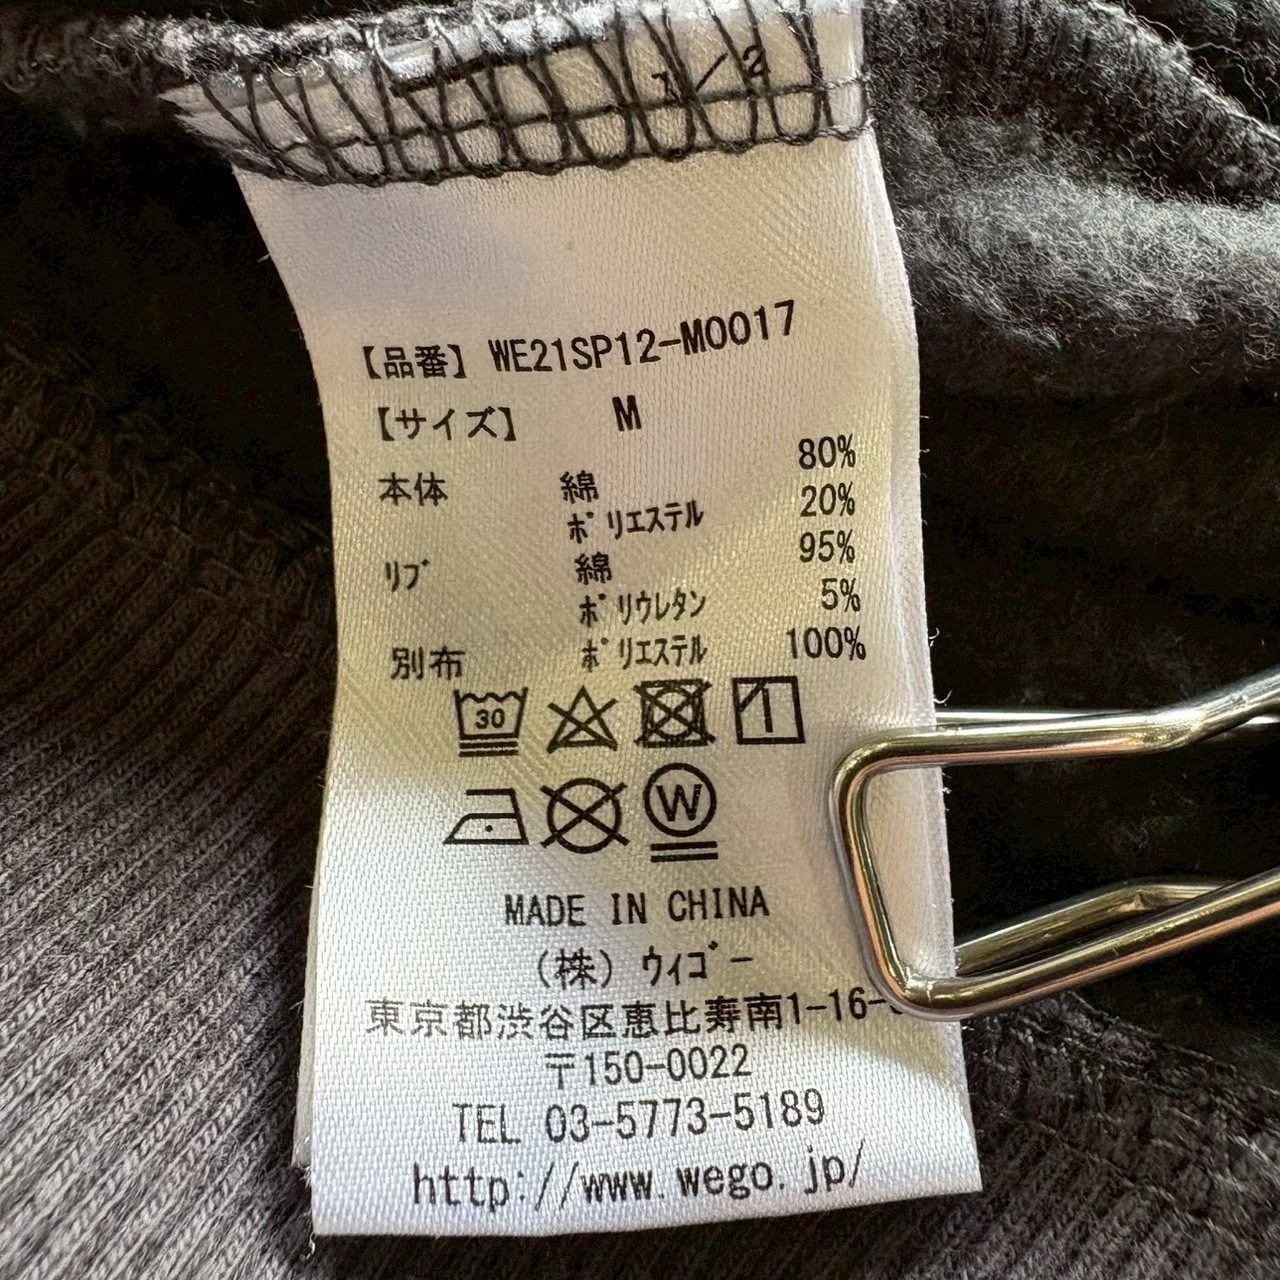 1/2
【品番】 WE21SP12-M0017
【サイズ】 M
本体 綿 80%
ポリエステル 20%
リブ 綿 95%
ポリウレタン 5%
別布 ポリエステル 100%
30
W
MADE IN CHINA
(株)ウィゴー
東京都渋谷区恵比寿南1-16-
〒150-0022
TEL 03-5773-5189
http://www.wego.jp/